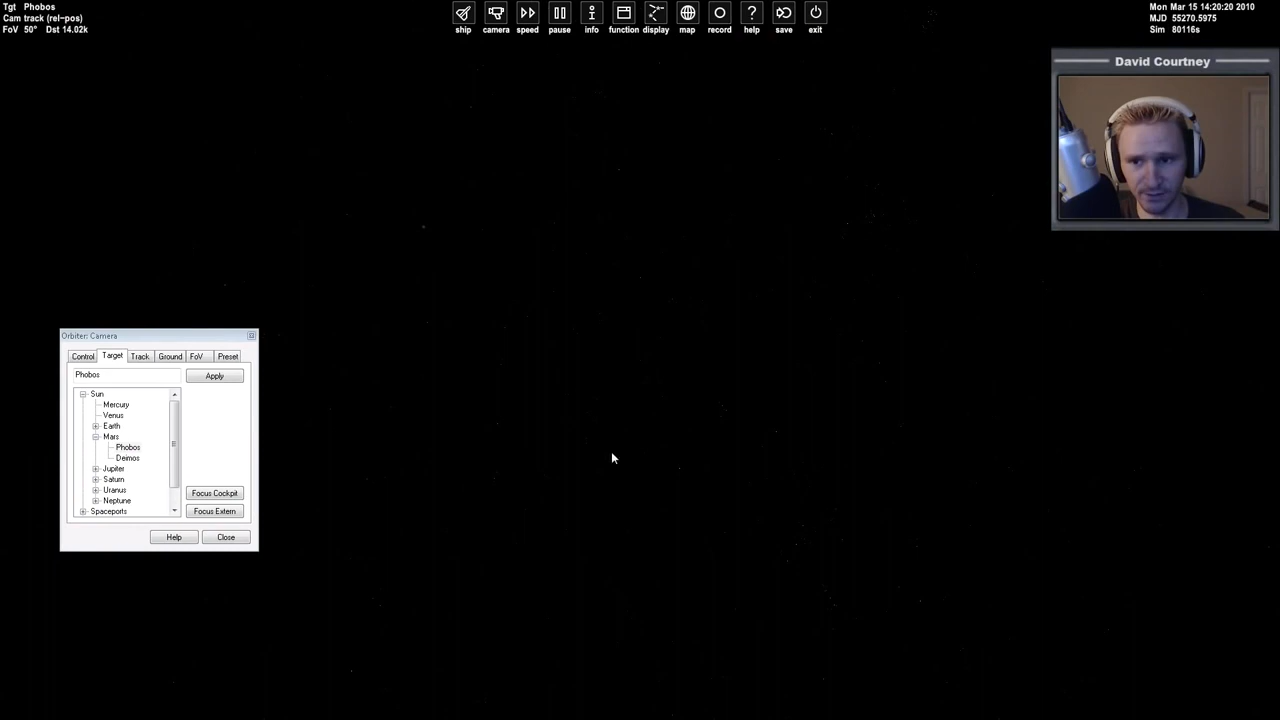 Tgt Phobos
Cam track (rel-pos)
FoV 50° Dst 14.02k
ship camera speed pause info function display map record help save exit
Mon Mar 15 14:20:20 2010
MJD 55270.5975
Sim 80116s
David Courtney
Orbiter: Camera
Control Target Track Ground FoV Preset
Phobos Apply
Sun
Mercury
Venus
Earth
Mars
Phobos
Deimos
Jupiter
Saturn
Uranus
Neptune
Spaceports
Focus Cockpit
Focus Extern
Help Close